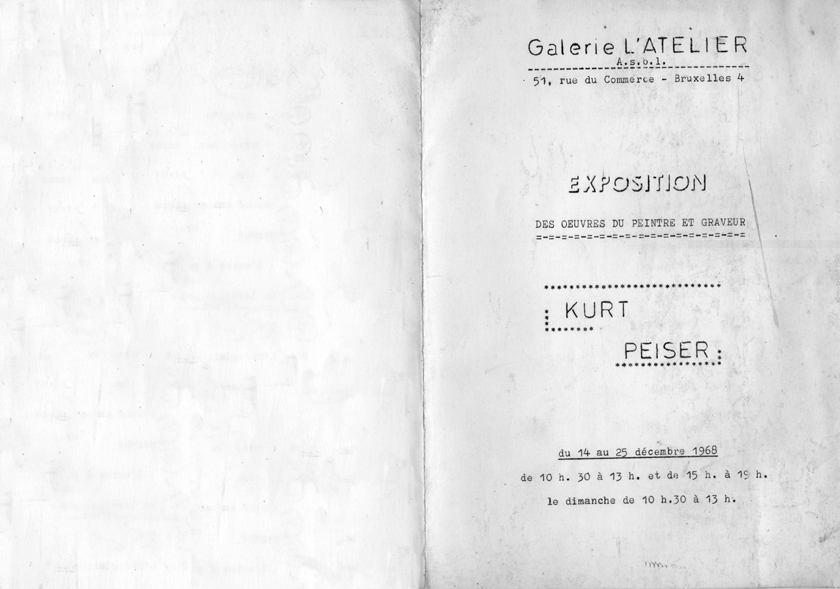 Galerie L'ATELIER
A.s.b.l.
51, rue du Commerce - Bruxelles 4
EXPOSITION
DES OEUVRES DU PEINTRE ET GRAVEUR
KURT
PEISER
du 14 au 25 décembre 1968
de 10 h. 30 à 13 h. et de 15 h. à 19 h.
le dimanche de 10 h.30 à 13 h.